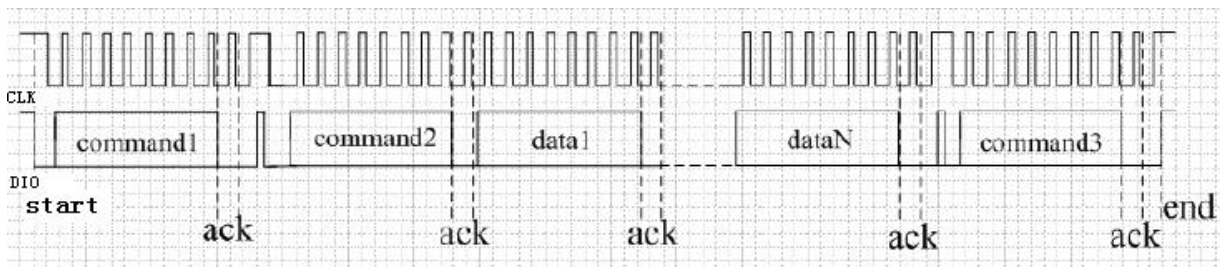 CLK
command1 command2 data1 dataN command3
DIO
start end
ack ack ack ack ack